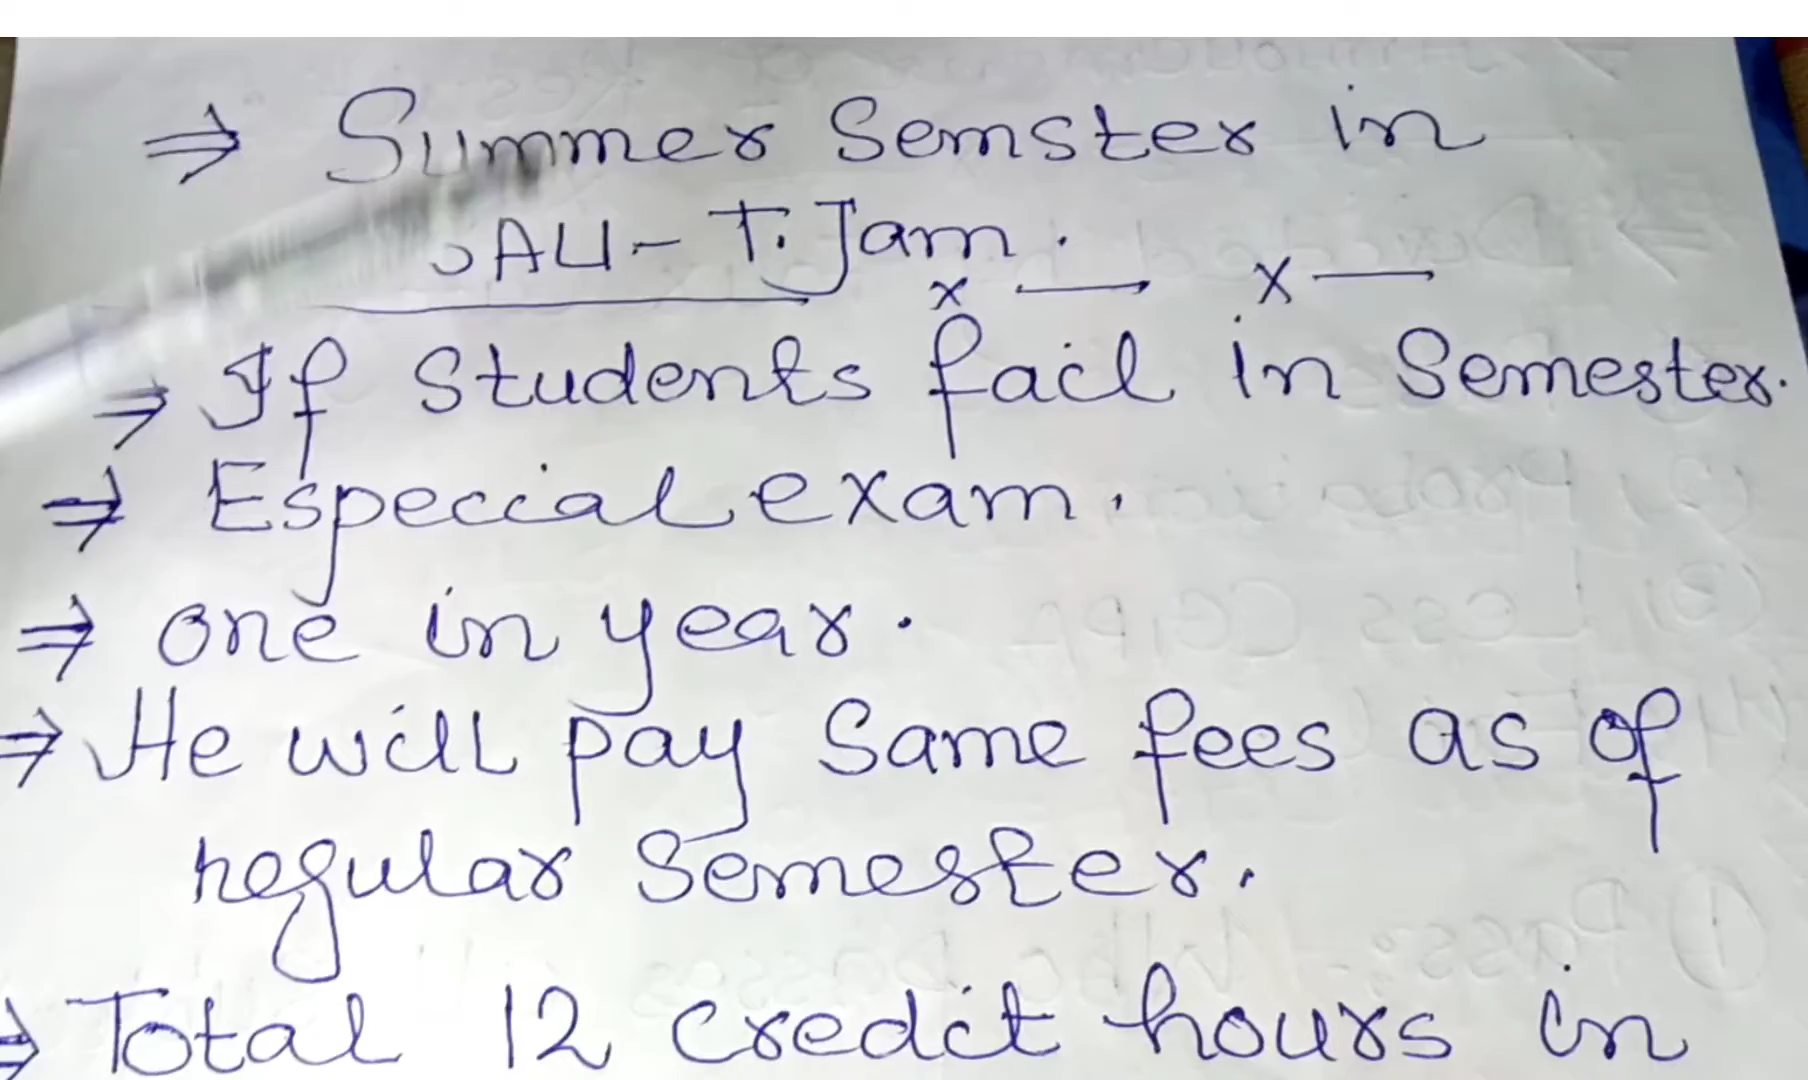 ⇒ Summer Semster in
SAU - T. Jam.
x — x —
⇒ If Students fail in Semester.
⇒ Especial exam.
⇒ one in year.
⇒ He will pay Same fees as of
regular Semester.
⇒ Total 12 credit hours in